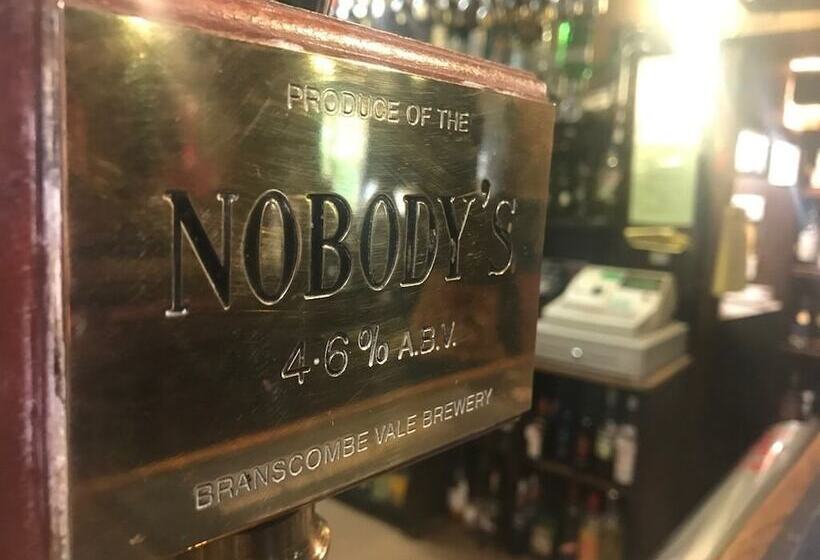 PRODUCE OF THE
NOBODY'S
4·6% A.B.V.
BRANSCOMBE VALE BREWERY